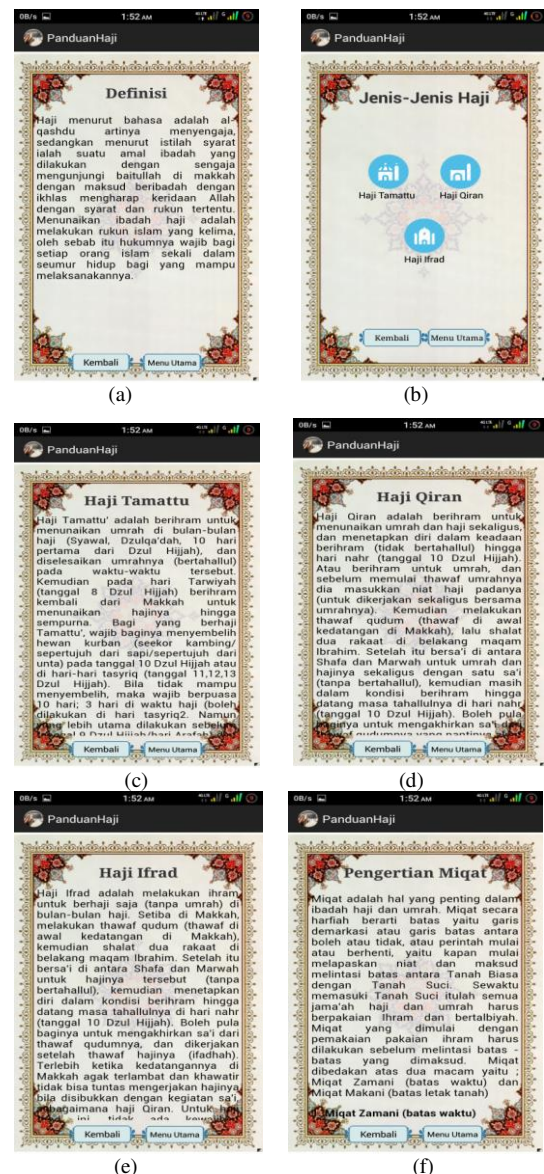 0B/s 1:52 AM
PanduanHaji
Definisi
Haji menurut bahasa adalah al-
qashdu artinya menyengaja,
sedangkan menurut istilah syarat
ialah suatu amal ibadah yang
dilakukan dengan sengaja
mengunjungi baitullah di makkah
dengan maksud beribadah dengan
ikhlas mengharap keridaan Allah
dengan syarat dan rukun tertentu.
Menunaikan ibadah haji adalah
melakukan rukun islam yang kelima,
oleh sebab itu hukumnya wajib bagi
setiap orang islam sekali dalam
seumur hidup bagi yang mampu
melaksanakannya.
Kembali Menu Utama
(a)
0B/s 1:52 AM
PanduanHaji
Jenis-Jenis Haji
Haji Tamattu Haji Qiran
Haji Ifrad
Kembali Menu Utama
(b)
0B/s 1:52 AM
PanduanHaji
Haji Tamattu
Haji Tamattu' adalah berihram untuk
menunaikan umrah di bulan-bulan
haji (Syawal, Dzulqa'dah, 10 hari
pertama dari Dzul Hijjah), dan
diselesaikan umrahnya (bertahallul)
pada waktu-waktu tersebut.
Kemudian pada hari Tarwiyah
(tanggal 8 Dzul Hijjah) berihram
kembali dari Makkah untuk
menunaikan hajinya hingga
sempurna. Bagi yang berhaji
Tamattu', wajib baginya menyembelih
hewan kurban (seekor kambing/
sepertujuh dari sapi/sepertujuh dari
unta) pada tanggal 10 Dzul Hijjah atau
di hari-hari tasyriq (tanggal 11,12,13
Dzul Hijjah). Bila tidak mampu
menyembelih, maka wajib berpuasa
10 hari; 3 hari di waktu haji (boleh
dilakukan di hari tasyriq2. Namun
yang lebih utama dilakukan sebelum
9 Dzul Hijjah/hari Arafah)
Kembali Menu Utama
(c)
0B/s 1:52 AM
PanduanHaji
Haji Qiran
Haji Qiran adalah berihram untuk
menunaikan umrah dan haji sekaligus,
dan menetapkan diri dalam keadaan
berihram (tidak bertahallul) hingga
hari nahr (tanggal 10 Dzul Hijjah).
Atau berihram untuk umrah, dan
sebelum memulai thawaf umrahnya
dia masukkan niat haji padanya
(untuk dikerjakan sekaligus bersama
umrahnya). Kemudian melakukan
thawaf qudum (thawaf di awal
kedatangan di Makkah), lalu shalat
dua rakaat di belakang maqam
Ibrahim. Setelah itu bersa'i di antara
Shafa dan Marwah untuk umrah dan
hajinya sekaligus dengan satu sa'i
(tanpa bertahallul), kemudian masih
dalam kondisi berihram hingga
datang masa tahallulnya di hari nahr
(tanggal 10 Dzul Hijjah). Boleh pula
baginya untuk mengakhirkan sa'i dari
thawaf qudumnya yang nantinya
Kembali Menu Utama
(d)
0B/s 1:52 AM
PanduanHaji
Haji Ifrad
Haji Ifrad adalah melakukan ihram
untuk berhaji saja (tanpa umrah) di
bulan-bulan haji. Setiba di Makkah,
melakukan thawaf qudum (thawaf di
awal kedatangan di Makkah),
kemudian shalat dua rakaat di
belakang maqam Ibrahim. Setelah itu
bersa'i di antara Shafa dan Marwah
untuk hajinya tersebut (tanpa
bertahallul), kemudian menetapkan
diri dalam kondisi berihram hingga
datang masa tahallulnya di hari nahr
(tanggal 10 Dzul Hijjah). Boleh pula
baginya untuk mengakhirkan sa'i dari
thawaf qudumnya, dan dikerjakan
setelah thawaf hajinya (ifadhah).
Terlebih ketika kedatangannya di
Makkah agak terlambat dan khawatir
tidak bisa tuntas mengerjakan hajinya
bila disibukkan dengan kegiatan sa'i,
sebagaimana haji Qiran. Untuk haji
ini tidak ada
Kembali Menu Utama
(e)
0B/s 1:52 AM
PanduanHaji
Pengertian Miqat
Miqat adalah hal yang penting dalam
ibadah haji dan umrah. Miqat secara
harfiah berarti batas yaitu garis
demarkasi atau garis batas antara
boleh atau tidak, atau perintah mulai
atau berhenti, yaitu kapan mulai
melapaskan niat dan maksud
melintasi batas antara Tanah Biasa
dengan Tanah Suci. Sewaktu
memasuki Tanah Suci itulah semua
jama'ah haji dan umrah harus
berpakaian Ihram dan bertalbiyah.
Miqat yang dimulai dengan
pemakaian pakaian ihram harus
dilakukan sebelum melintasi batas -
batas yang dimaksud. Miqat
dibedakan atas dua macam yaitu ;
Miqat Zamani (batas waktu) dan
Miqat Makani (batas letak tanah)
Miqat Zamani (batas waktu)
Kembali Menu Utama
(f)